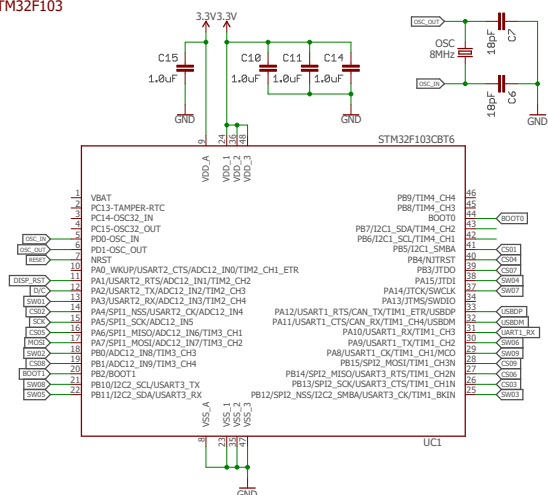 TM32F103
3.3V 3.3V
C15
1.0uF
C10
1.0uF
C11
1.0uF
C14
1.0uF
GND
GND
OSC_OUT
OSC
8MHz
OSC_IN
18pF
C7
18pF
C6
GND
STM32F103CBT6
9
24
36
48
VDD_A
VDD_1
VDD_2
VDD_3
1 VBAT
2 PC13-TAMPER-RTC
3 PC14-OSC32_IN
4 PC15-OSC32_OUT
OSC_IN 5 PD0-OSC_IN
OSC_OUT 6 PD1-OSC_OUT
RESET 7 NRST
10 PA0_WKUP/USART2_CTS/ADC12_IN0/TIM2_CH1_ETR
DISP_RST 11 PA1/USART2_RTS/ADC12_IN1/TIM2_CH2
D/C 12 PA2/USART2_TX/ADC12_IN2/TIM2_CH3
SW01 13 PA3/USART2_RX/ADC12_IN3/TIM2_CH4
CS02 14 PA4/SPI1_NSS/USART2_CK/ADC12_IN4
SCK 15 PA5/SPI1_SCK/ADC12_IN5
CS05 16 PA6/SPI1_MISO/ADC12_IN6/TIM3_CH1
MOSI 17 PA7/SPI1_MOSI/ADC12_IN7/TIM3_CH2
SW02 18 PB0/ADC12_IN8/TIM3_CH3
CS08 19 PB1/ADC12_IN9/TIM3_CH4
BOOT1 20 PB2/BOOT1
SW08 21 PB10/I2C2_SCL/USART3_TX
SW05 22 PB11/I2C2_SDA/USART3_RX
PB9/TIM4_CH4 46
PB8/TIM4_CH3 45
BOOT0 44 BOOT0
PB7/I2C1_SDA/TIM4_CH2 43
PB6/I2C1_SCL/TIM4_CH1 42
PB5/I2C1_SMBA 41 CS01
PB4/NJTRST 40 CS04
PB3/JTDO 39 CS07
PA15/JTDI 38 SW04
PA14/JTCK/SWCLK 37 SW07
PA13/JTMS/SWDIO 34
PA12/USART1_RTS/CAN_TX/TIM1_ETR/USBDP 33 USBDP
PA11/USART1_CTS/CAN_RX/TIM1_CH4/USBDM 32 USBDM
PA10/USART1_RX/TIM1_CH3 31 UART1_RX
PA9/USART1_TX/TIM1_CH2 30 SW06
PA8/USART1_CK/TIM1_CH1/MCO 29 SW09
PB15/SPI2_MOSI/TIM1_CH3N 28 CS09
PB14/SPI2_MISO/USART3_RTS/TIM1_CH2N 27 CS06
PB13/SPI2_SCK/USART3_CTS/TIM1_CH1N 26 CS03
PB12/SPI2_NSS/I2C2_SMBA/USART3_CK/TIM1_BKIN 25 SW03
VSS_A
VSS_1
VSS_2
VSS_3
8
23
35
47
UC1
GND